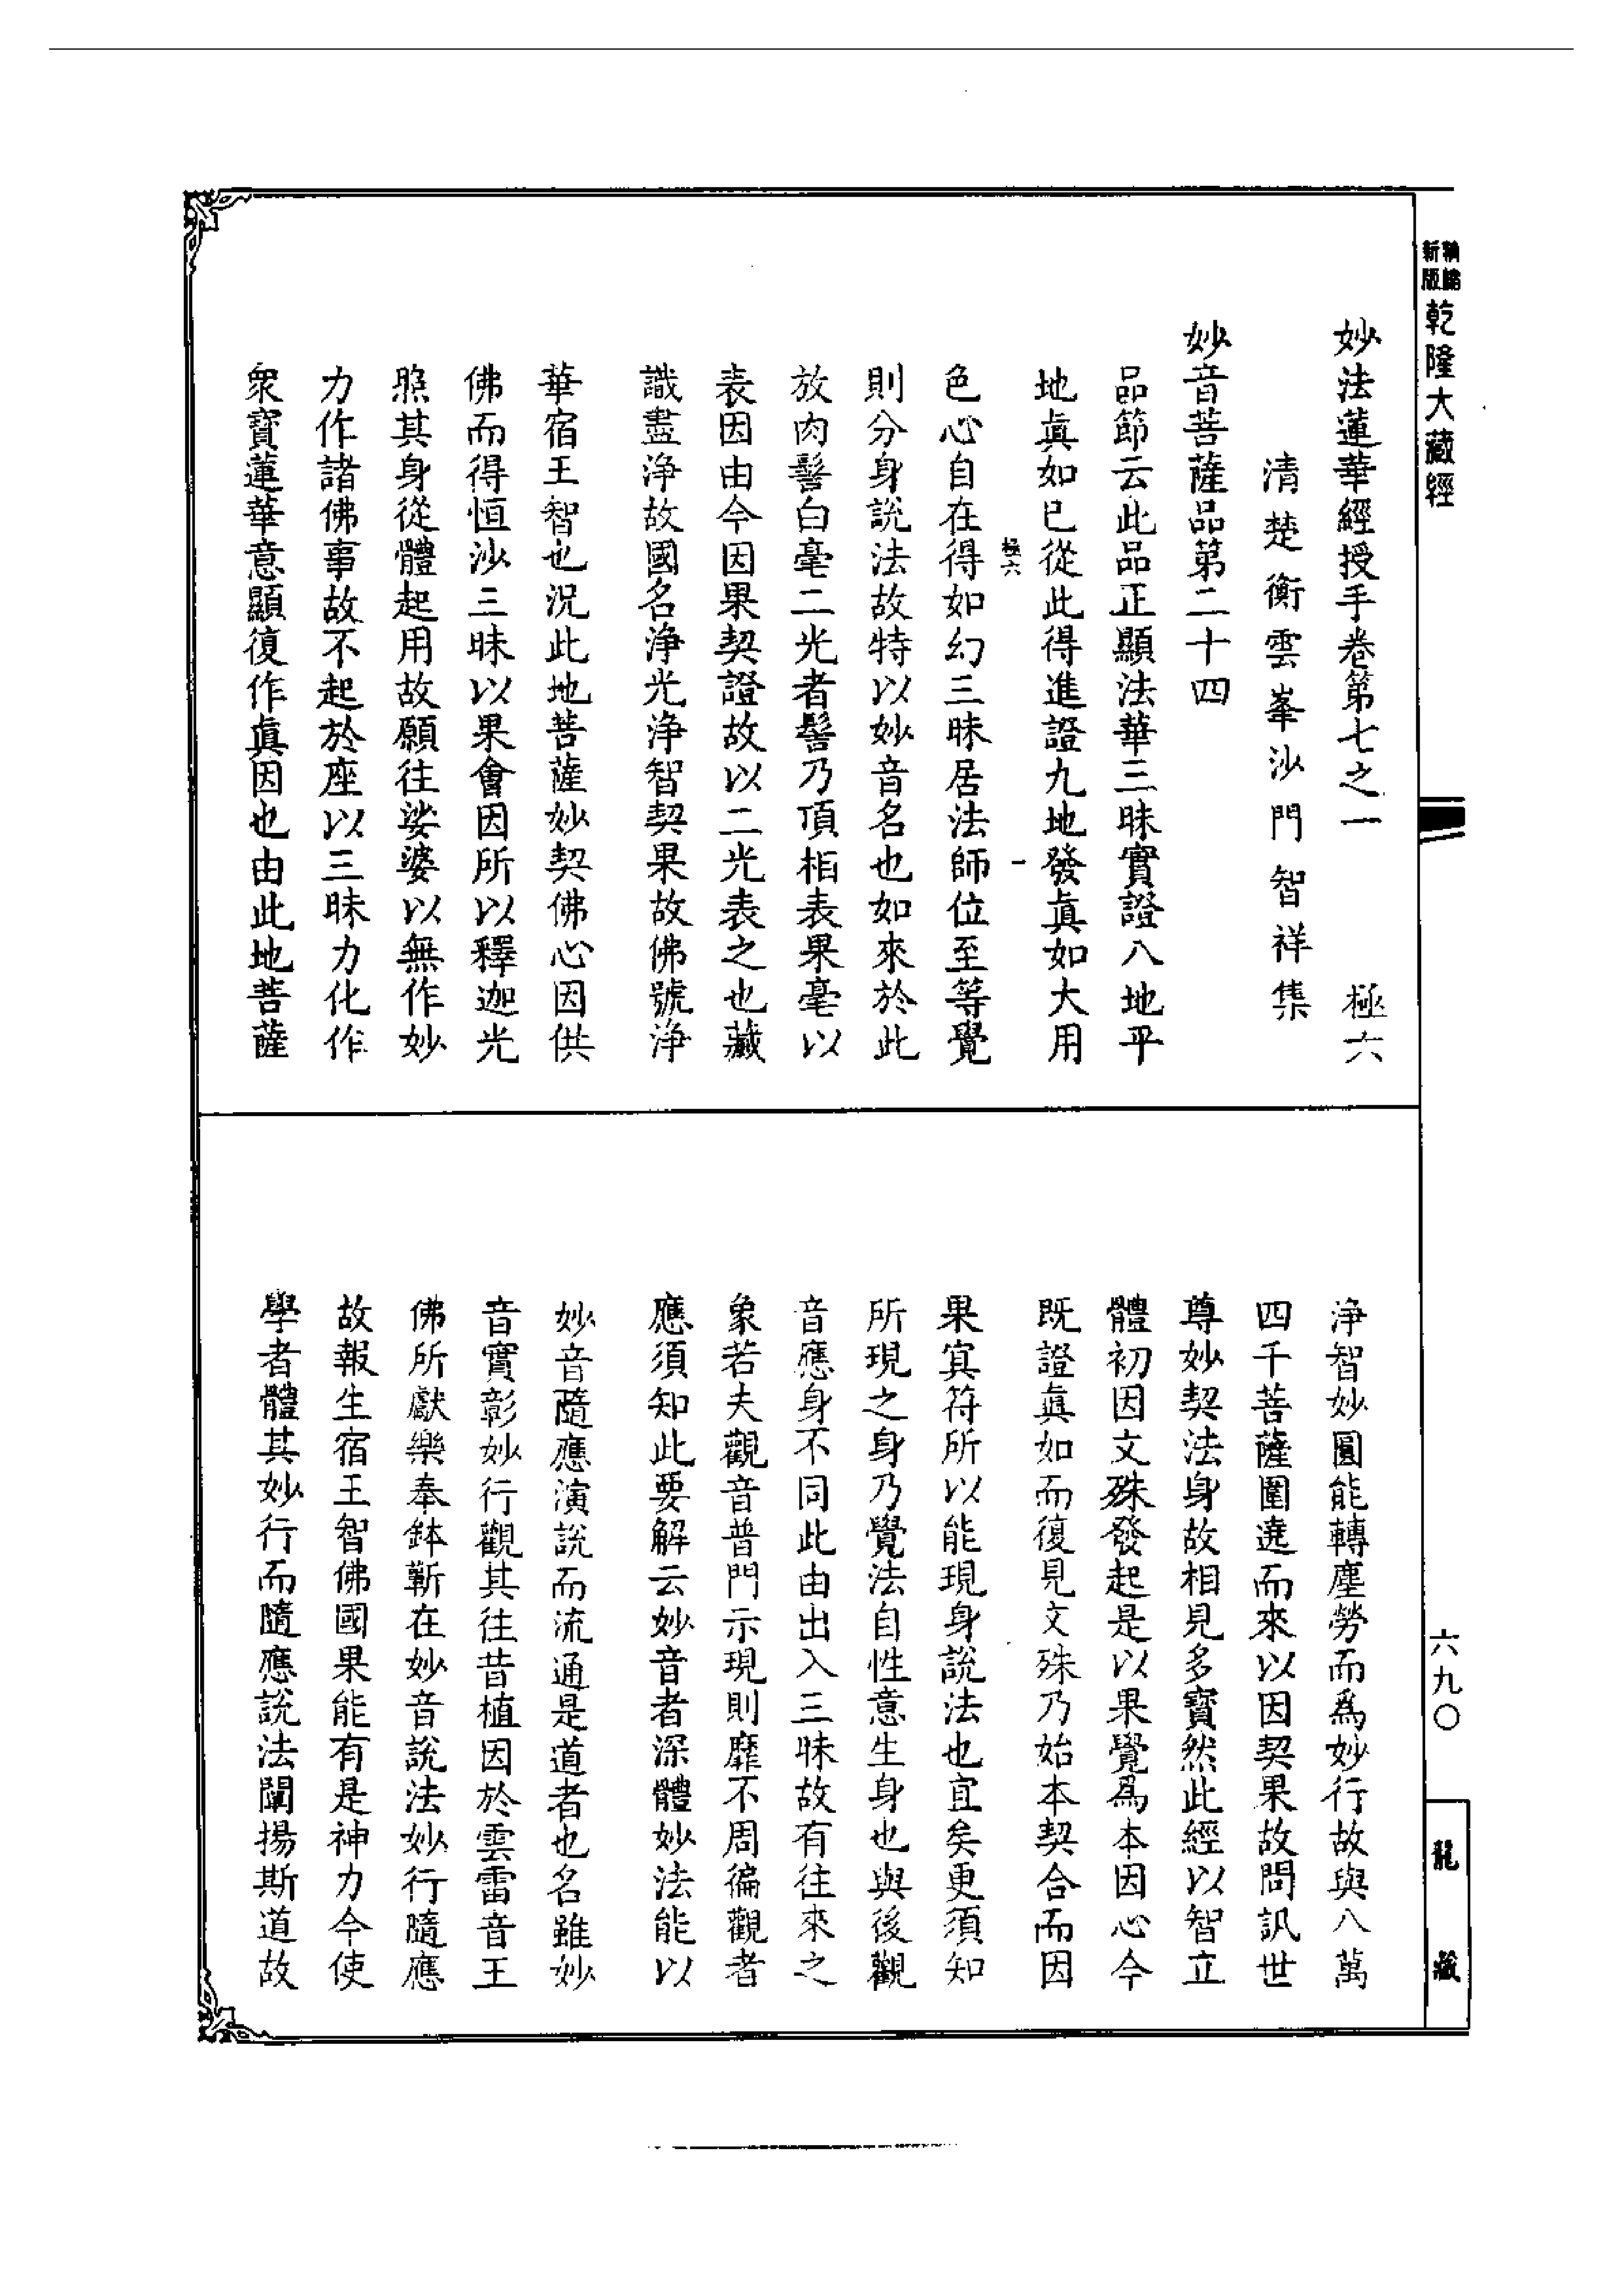 新編縮版
乾隆大藏經
妙法蓮華經授手卷第七之一　極六
清楚衡雲峯沙門智祥集
妙音菩薩品第二十四
品節云此品正顯法華三昧實證八地平
地眞如已從此得進證九地發眞如大用
極六　一
色心自在得如幻三昧居法師位至等覺
則分身說法故特以妙音名也如來於此
放肉髻白毫二光者髻乃頂相表果毫以
表因由今因果契證故以二光表之也藏
識盡淨故國名淨光淨智契果故佛號淨
華宿王智也況此地菩薩妙契佛心因供
佛而得恒沙三昧以果會因所以釋迦光
照其身從體起用故願往娑婆以無作妙
力作諸佛事故不起於座以三昧力化作
衆寳蓮華意顯復作眞因也由此地菩薩
淨智妙圓能轉塵勞而爲妙行故與八萬
四千菩薩圍遶而來以因契果故問訊世
尊妙契法身故相見多寳然此經以智立
體初因文殊發起是以果覺爲本因心今
既證眞如而復見文殊乃始本契合而因
果寘符所以能現身說法也宜矣更須知
所現之身乃覺法自性意生身也與後觀
音應身不同此由出入三昧故有往來之
象若夫觀音普門示現則靡不周徧觀者
應須知此要解云妙音者深體妙法能以
妙音隨應演說而流通是道者也名雖妙
音實彰妙行觀其往昔植因於雲雷音王
佛所獻樂奉鉢蘄在妙音說法妙行隨應
故報生宿王智佛國果能有是神力今使
學者體其妙行而隨應說法闡揚斯道故
六九〇
龍藏